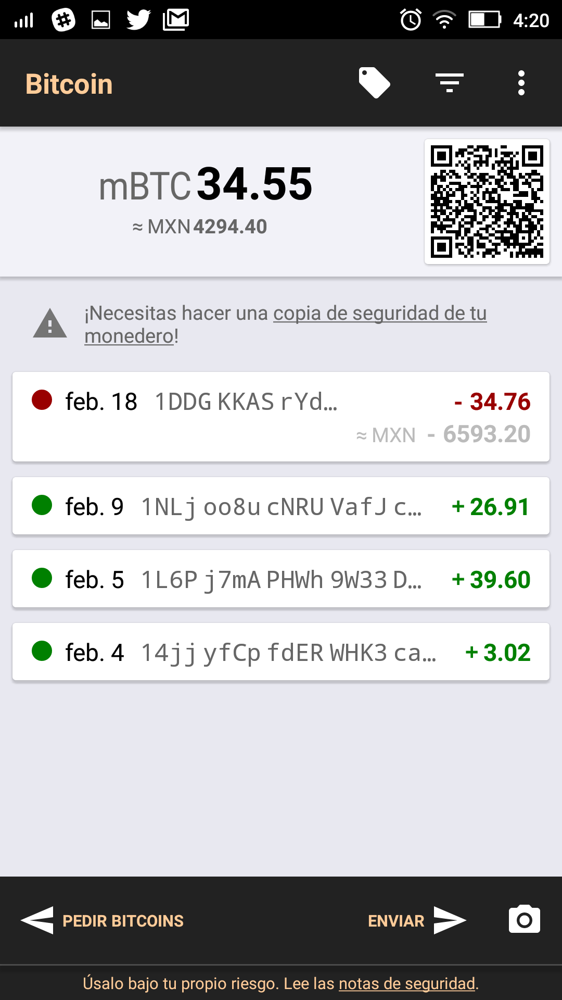 4:20
Bitcoin
mBTC 34.55
≈ MXN 4294.40
¡Necesitas hacer una copia de seguridad de tu
monedero!
feb. 18 1DDG KKAS rYd… - 34.76
≈ MXN - 6593.20
feb. 9 1NLj oo8u cNRU VafJ c… + 26.91
feb. 5 1L6P j7mA PHWh 9W33 D… + 39.60
feb. 4 14jj yfCp fdER WHK3 ca… + 3.02
PEDIR BITCOINS ENVIAR
Úsalo bajo tu propio riesgo. Lee las notas de seguridad.